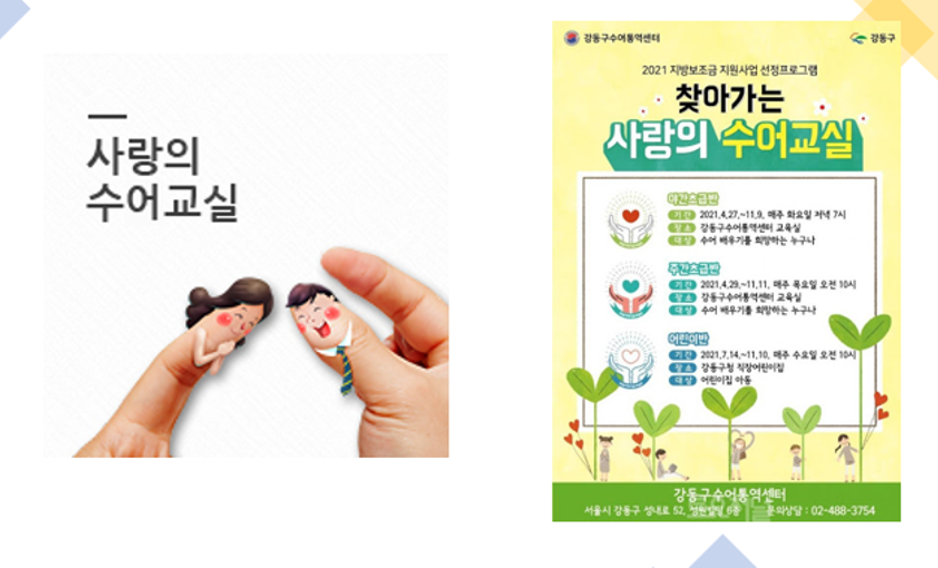 사랑의
수어교실
강동구수어통역센터
강동구
2021 지방보조금 지원사업 선정프로그램
찾아가는
사랑의 수어교실
야간초급반
기간 2021.4.27.~11.9. 매주 화요일 저녁 7시
장소 강동구수어통역센터 교육실
대상 수어 배우기를 희망하는 누구나
주간초급반
기간 2021.4.29.~11.11. 매주 목요일 오전 10시
장소 강동구수어통역센터 교육실
대상 수어 배우기를 희망하는 누구나
어린이반
기간 2021.7.14.~11.10. 매주 수요일 오전 10시
장소 강동구청 직장어린이집
대상 어린이집 아동
강동구수어통역센터
서울시 강동구 성내로 52, 6층 문의상담 : 02-488-3754